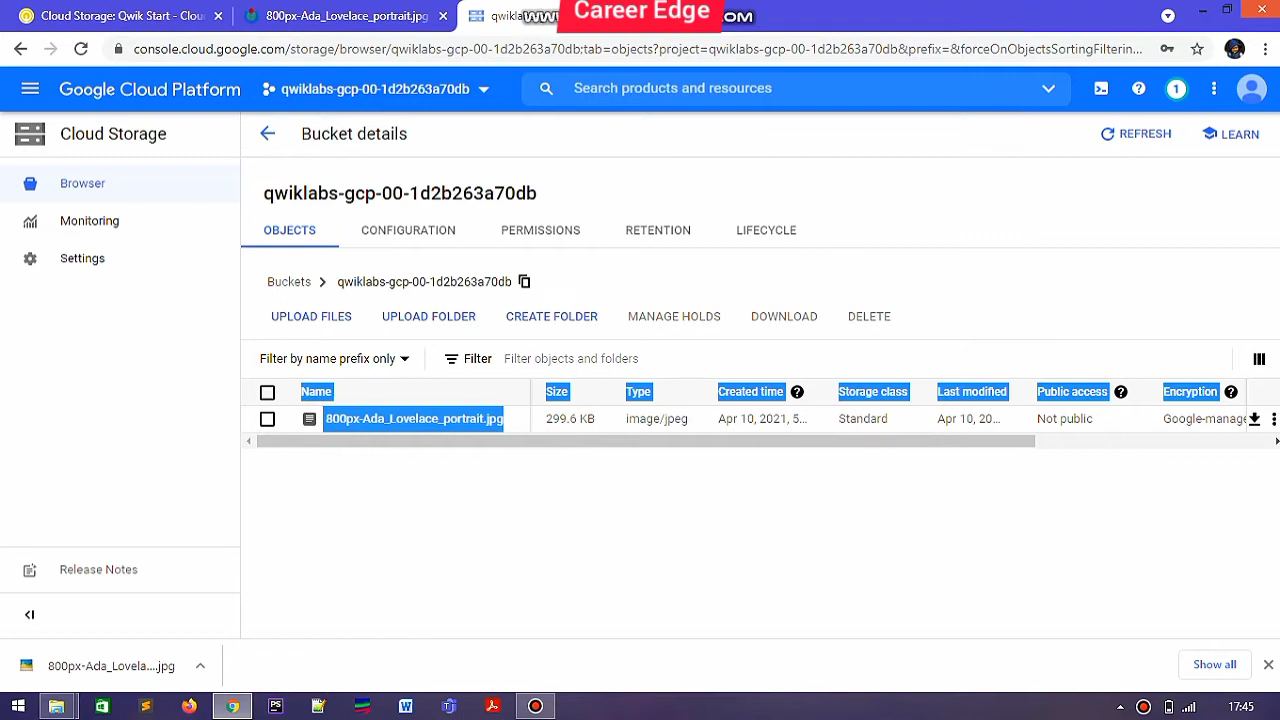 Cloud Storage: Qwik Start - Clou
800px-Ada_Lovelace_portrait.jpg
qwikla
Career Edge
console.cloud.google.com/storage/browser/qwiklabs-gcp-00-1d2b263a70db;tab=objects?project=qwiklabs-gcp-00-1d2b263a70db&prefix=&forceOnObjectsSortingFiltering...
Google Cloud Platform
qwiklabs-gcp-00-1d2b263a70db
Search products and resources
1
Cloud Storage
Bucket details
REFRESH
LEARN
Browser
Monitoring
Settings
qwiklabs-gcp-00-1d2b263a70db
OBJECTS CONFIGURATION PERMISSIONS RETENTION LIFECYCLE
Buckets > qwiklabs-gcp-00-1d2b263a70db
UPLOAD FILES UPLOAD FOLDER CREATE FOLDER MANAGE HOLDS DOWNLOAD DELETE
Filter by name prefix only Filter Filter objects and folders
Name Size Type Created time Storage class Last modified Public access Encryption
800px-Ada_Lovelace_portrait.jpg 299.6 KB image/jpeg Apr 10, 2021, 5... Standard Apr 10, 20... Not public Google-manage
Release Notes
800px-Ada_Lovela....jpg
Show all
17:45